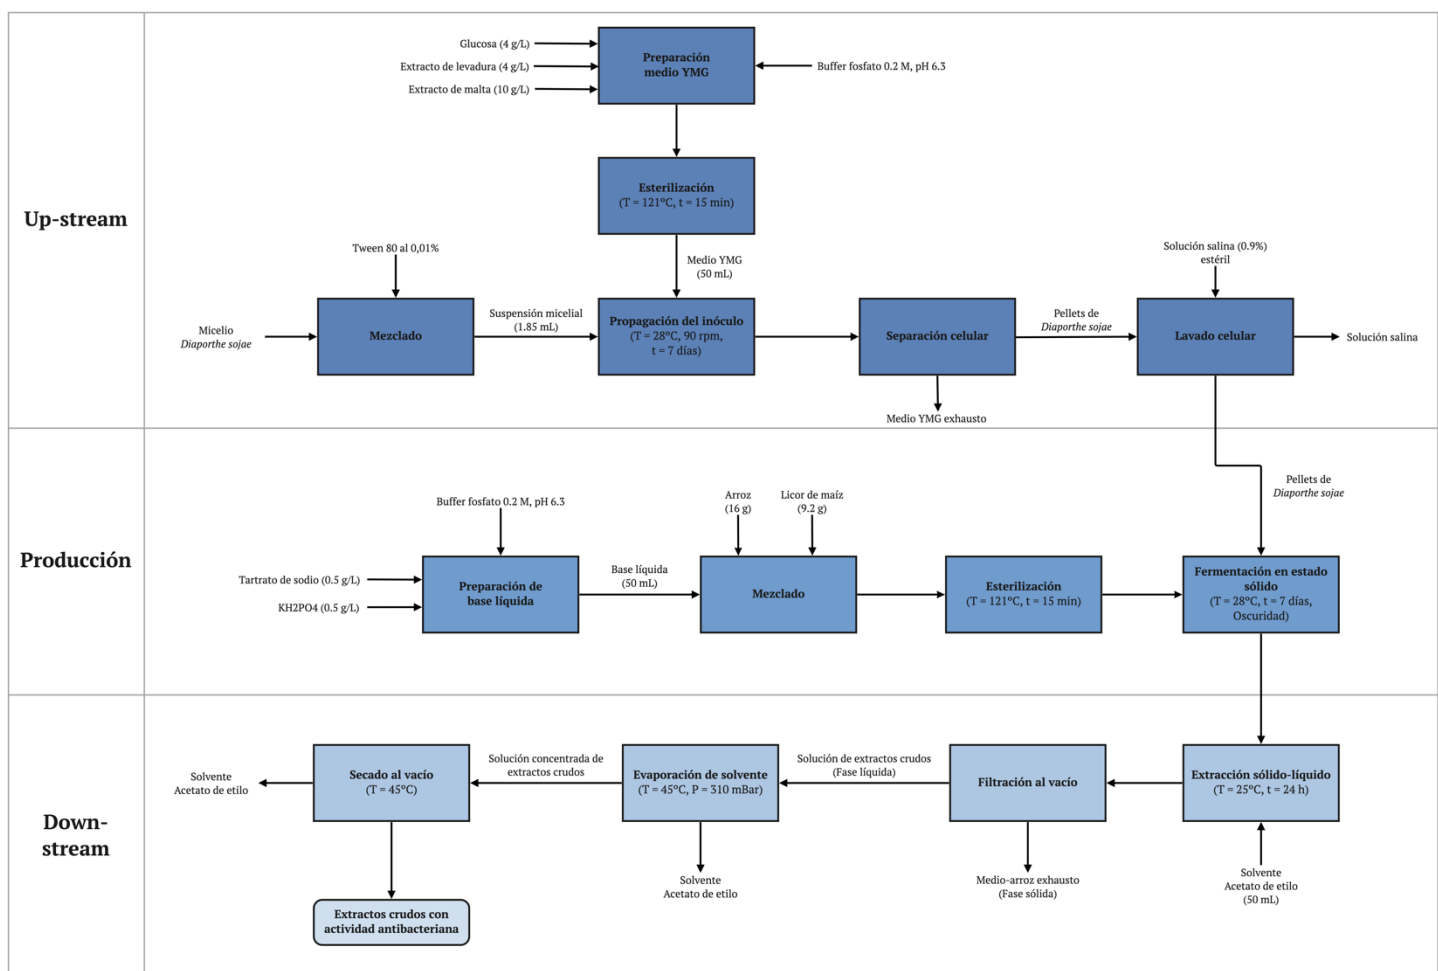 Up-stream
Glucosa (4 g/L)
Extracto de levadura (4 g/L)
Extracto de malta (10 g/L)
Preparación
medio YMG
Buffer fosfato 0.2 M, pH 6.3
Esterilización
(T = 121ºC, t = 15 min)
Medio YMG
(50 mL)
Tween 80 al 0,01%
Micelio
Diaporthe sojae
Mezclado
Suspensión micelial
(1.85 mL)
Propagación del inóculo
(T = 28ºC, 90 rpm,
t = 7 días)
Separación celular
Medio YMG exhausto
Pellets de
Diaporthe sojae
Solución salina (0.9%)
estéril
Lavado celular
Solución salina
Producción
Buffer fosfato 0.2 M, pH 6.3
Tartrato de sodio (0.5 g/L)
KH2PO4 (0.5 g/L)
Preparación de
base líquida
Base líquida
(50 mL)
Arroz
(16 g)
Licor de maíz
(9.2 g)
Mezclado
Esterilización
(T = 121ºC, t = 15 min)
Pellets de
Diaporthe sojae
Fermentación en estado
sólido
(T = 28ºC, t = 7 días,
Oscuridad)
Down-
stream
Solvente
Acetato de etilo
Secado al vacío
(T = 45ºC)
Solución concentrada de
extractos crudos
Evaporación de solvente
(T = 45ºC, P = 310 mBar)
Solución de extractos crudos
(Fase líquida)
Filtración al vacío
Extracción sólido-líquido
(T = 25ºC, t = 24 h)
Solvente
Acetato de etilo
Medio-arroz exhausto
(Fase sólida)
Solvente
Acetato de etilo
(50 mL)
Extractos crudos con
actividad antibacteriana